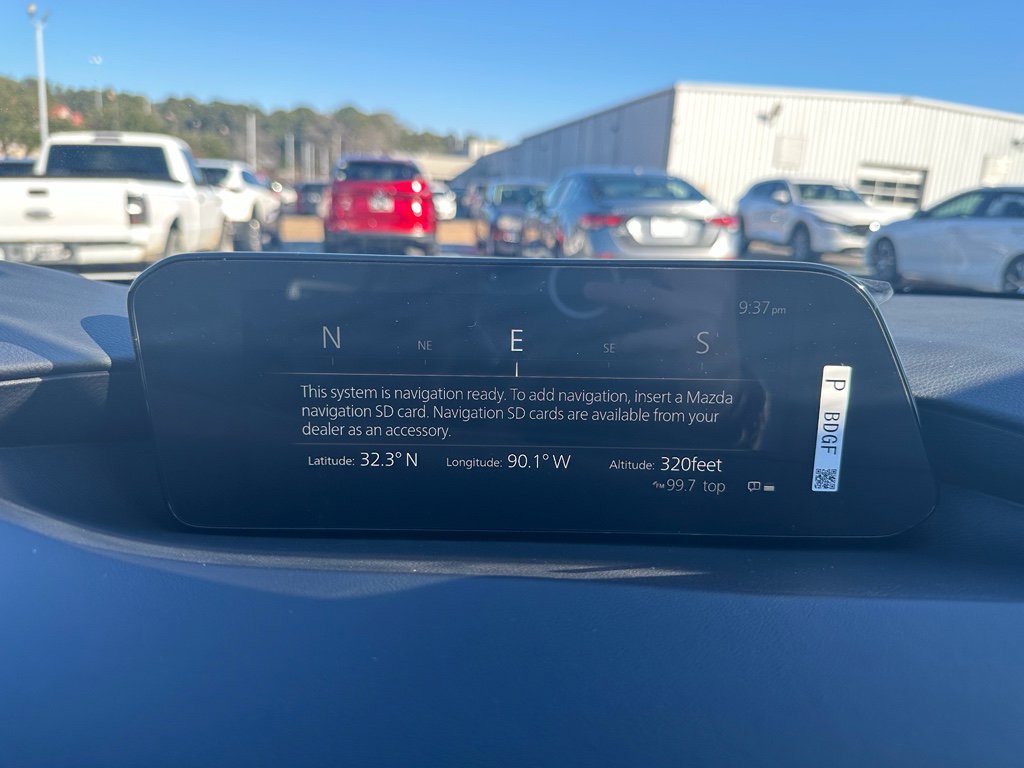 9:37pm
N NE E SE S
This system is navigation ready. To add navigation, insert a Mazda
navigation SD card. Navigation SD cards are available from your
dealer as an accessory.
Latitude: 32.3° N Longitude: 90.1° W Altitude: 320feet
FM 99.7 top
P BDGF